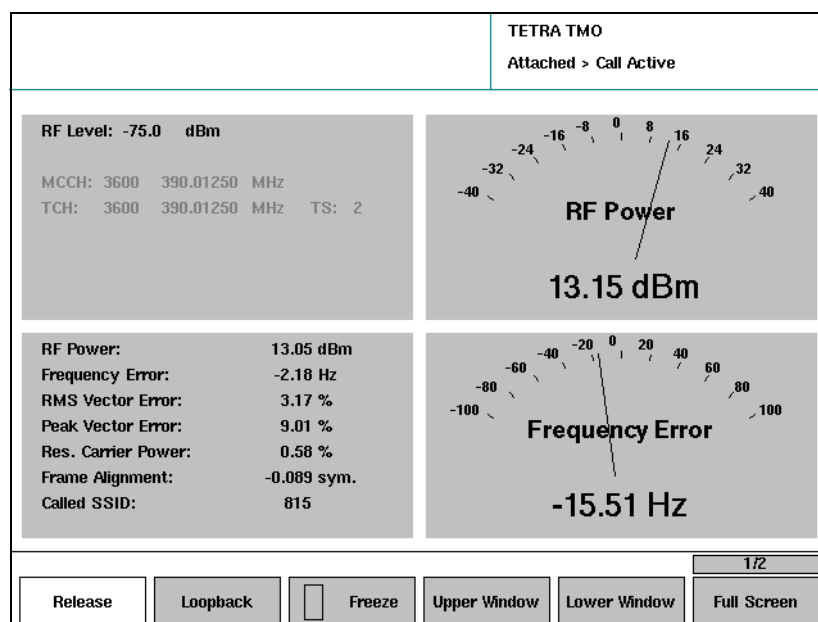 TETRA TMO
Attached > Call Active
RF Level: -75.0 dBm
MCCH: 3600 390.01250 MHz
TCH: 3600 390.01250 MHz TS: 2
-40 -32 -24 -16 -8 0 8 16 24 32 40
RF Power
13.15 dBm
RF Power: 13.05 dBm
Frequency Error: -2.18 Hz
RMS Vector Error: 3.17 %
Peak Vector Error: 9.01 %
Res. Carrier Power: 0.58 %
Frame Alignment: -0.089 sym.
Called SSID: 815
-100 -80 -60 -40 -20 0 20 40 60 80 100
Frequency Error
-15.51 Hz
1/2
Release Loopback Freeze Upper Window Lower Window Full Screen